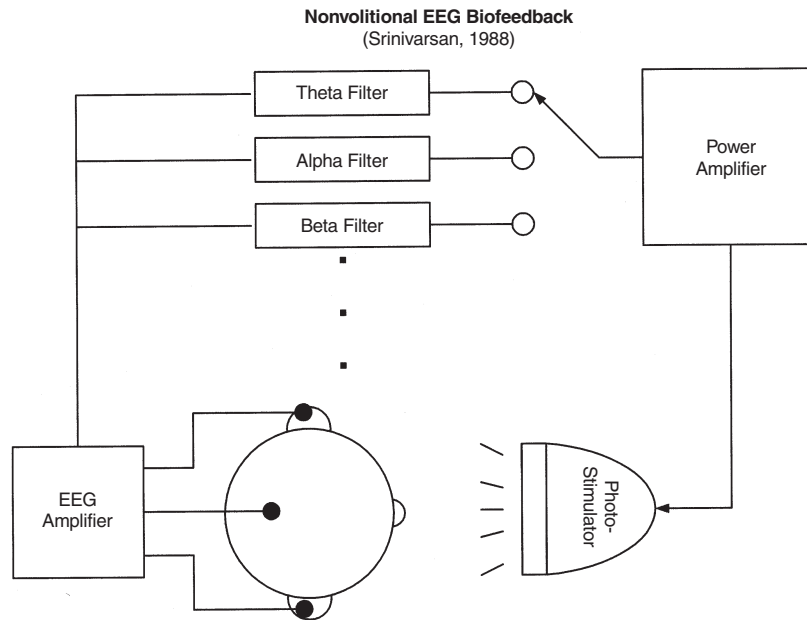 Nonvolitional EEG Biofeedback
(Srinivarsan, 1988)
Theta Filter
Alpha Filter
Beta Filter
Power
Amplifier
EEG
Amplifier
Photo-
Stimulator